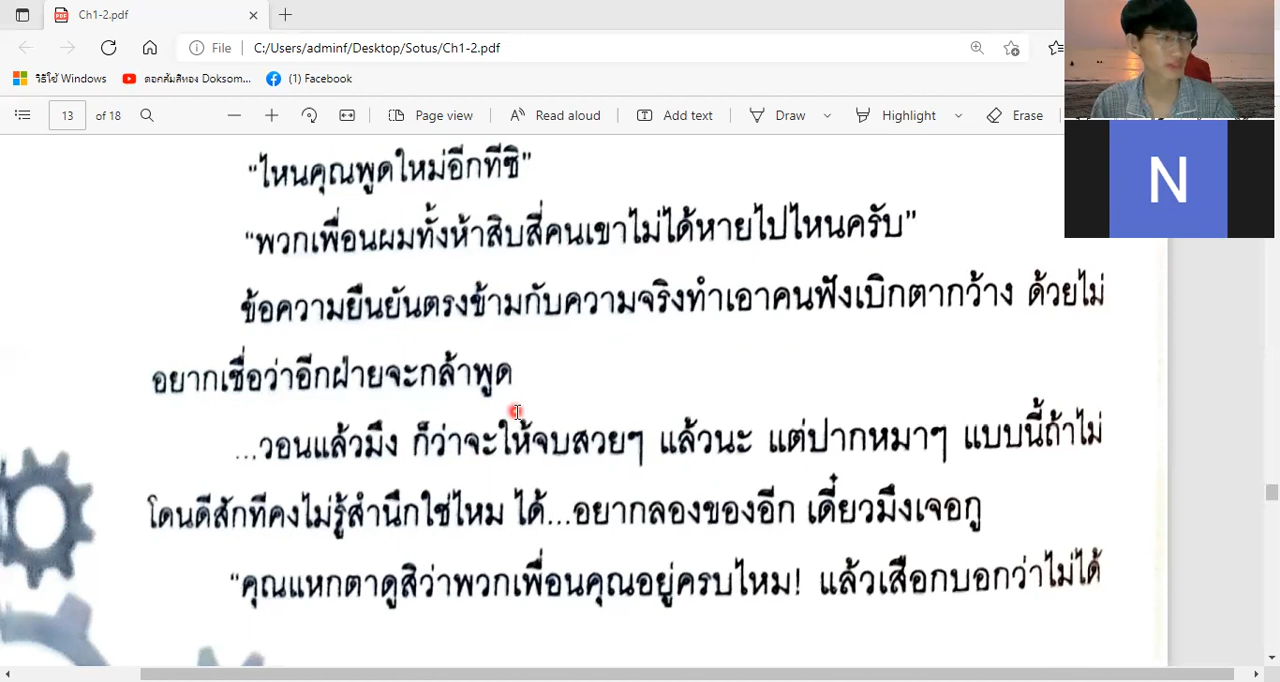 Ch1-2.pdf
File C:/Users/adminf/Desktop/Sotus/Ch1-2.pdf
วิธีใช้ Windows ดอกส้มสีทอง Doksom... (1) Facebook
13 of 18 Page view Read aloud Add text Draw Highlight Erase
N
“ไหนคุณพูดใหม่อีกทีซิ”
“พวกเพื่อนผมทั้งห้าสิบสี่คนเขาไม่ได้หายไปไหนครับ”
ข้อความยืนยันตรงข้ามกับความจริงทำเอาคนฟังเบิกตากว้าง ด้วยไม่
อยากเชื่อว่าอีกฝ่ายจะกล้าพูด
...วอนแล้วมึง ก็ว่าจะให้จบสวยๆ แล้วนะ แต่ปากหมาๆ แบบนี้ถ้าไม่
โดนดีสักทีคงไม่รู้สำนึกใช่ไหม ได้...อยากลองของอีก เดี๋ยวมึงเจอกู
“คุณแหกตาดูสิว่าพวกเพื่อนคุณอยู่ครบไหม! แล้วเสือกบอกว่าไม่ได้